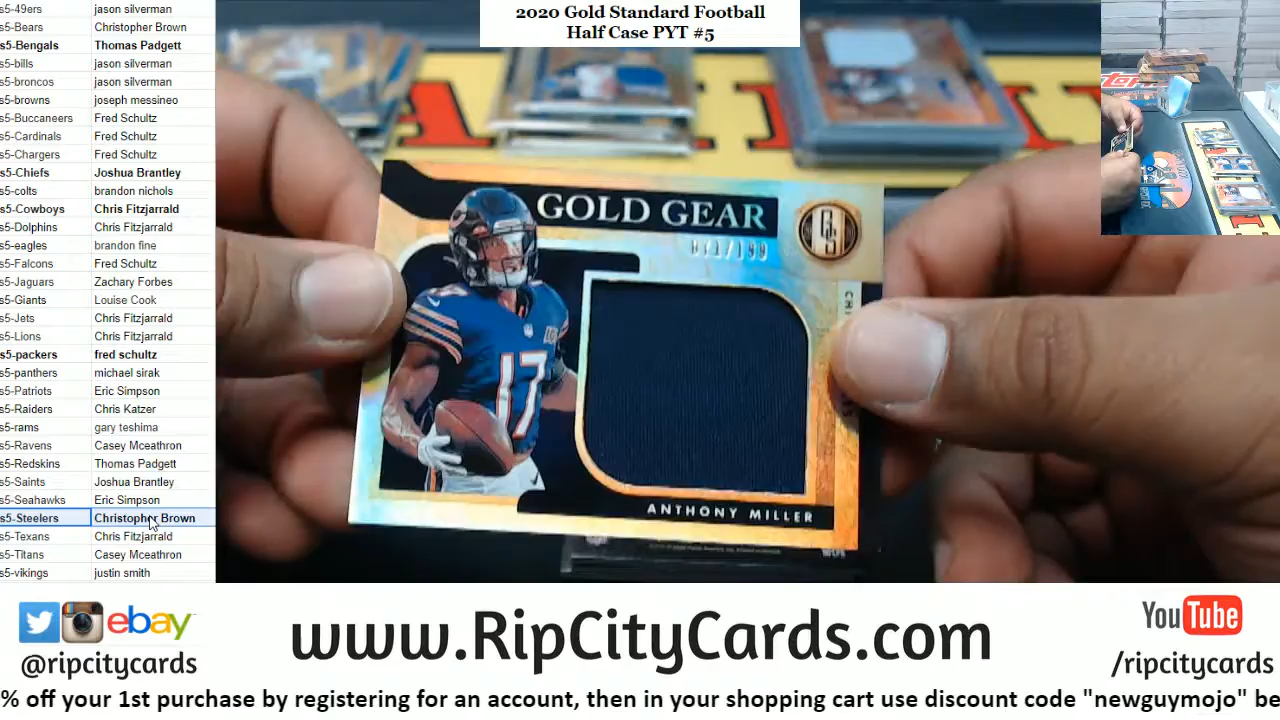 2020 Gold Standard Football
Half Case PYT #5
s5-49ers jason silverman
s5-Bears Christopher Brown
s5-Bengals Thomas Padgett
s5-bills jason silverman
s5-broncos jason silverman
s5-browns joseph messineo
s5-Buccaneers Fred Schultz
s5-Cardinals Fred Schultz
s5-Chargers Fred Schultz
s5-Chiefs Joshua Brantley
s5-colts brandon nichols
s5-Cowboys Chris Fitzjarrald
s5-Dolphins Chris Fitzjarrald
s5-eagles brandon fine
s5-Falcons Fred Schultz
s5-Jaguars Zachary Forbes
s5-Giants Louise Cook
s5-Jets Chris Fitzjarrald
s5-Lions Chris Fitzjarrald
s5-packers fred schultz
s5-panthers michael sirak
s5-Patriots Eric Simpson
s5-Raiders Chris Katzer
s5-rams gary teshima
s5-Ravens Casey Mceathron
s5-Redskins Thomas Padgett
s5-Saints Joshua Brantley
s5-Seahawks Eric Simpson
s5-Steelers Christopher Brown
s5-Texans Chris Fitzjarrald
s5-Titans Casey Mceathron
s5-vikings justin smith
GOLD GEAR
GS
17
ANTHONY MILLER
ebay
@ripcitycards
www.RipCityCards.com
YouTube
/ripcitycards
% off your 1st purchase by registering for an account, then in your shopping cart use discount code "newguymojo" be